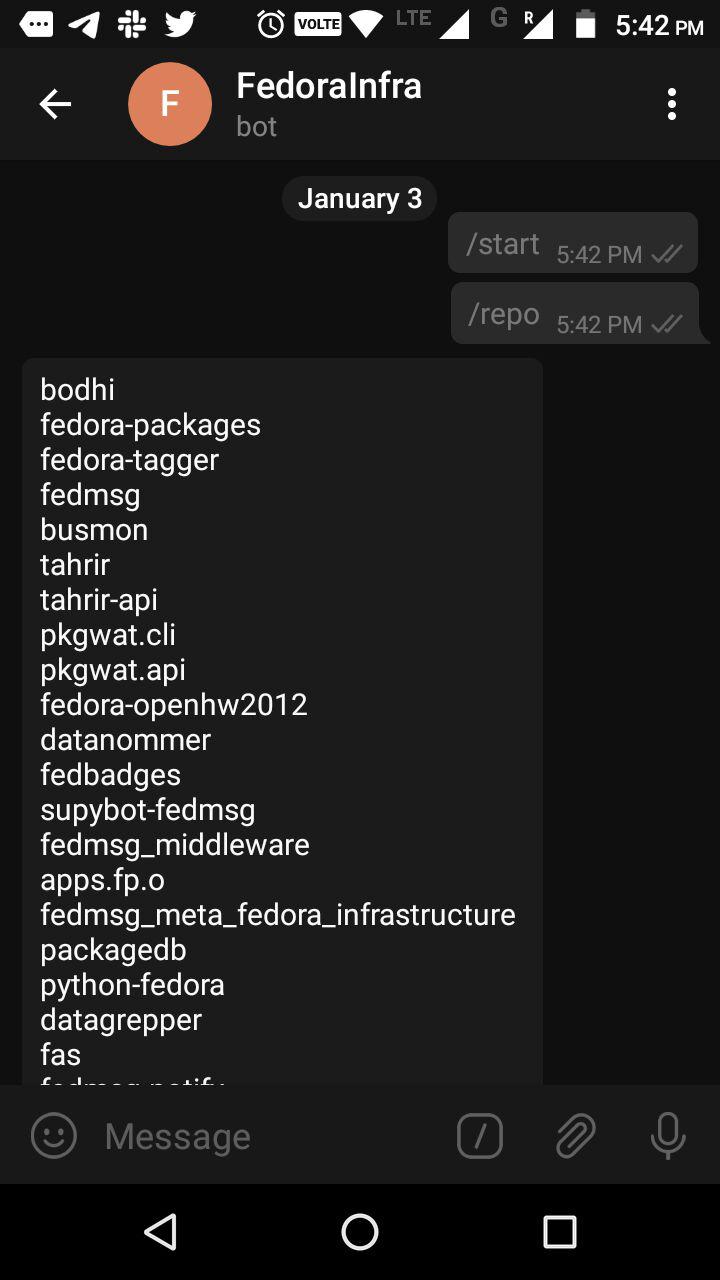 VOLTE LTE G R 5:42 PM
F
FedoraInfra
bot
January 3
/start 5:42 PM
/repo 5:42 PM
bodhi
fedora-packages
fedora-tagger
fedmsg
busmon
tahrir
tahrir-api
pkgwat.cli
pkgwat.api
fedora-openhw2012
datanommer
fedbadges
supybot-fedmsg
fedmsg_middleware
apps.fp.o
fedmsg_meta_fedora_infrastructure
packagedb
python-fedora
datagrepper
fas
Message